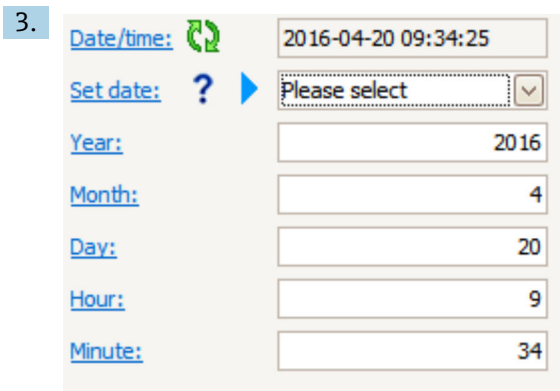 3.
Date/time: 2016-04-20 09:34:25
Set date: ? Please select
Year: 2016
Month: 4
Day: 20
Hour: 9
Minute: 34